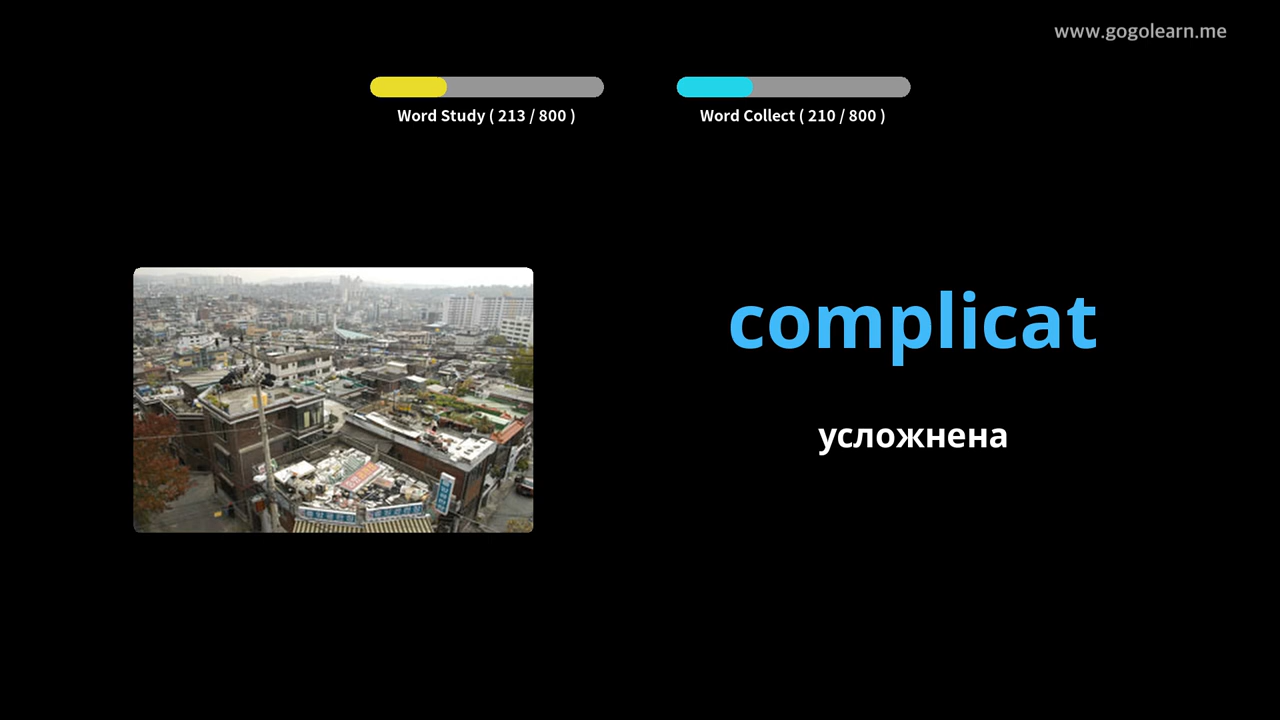 www.gogolearn.me
Word Study ( 213 / 800 )
Word Collect ( 210 / 800 )
complicat
усложнена